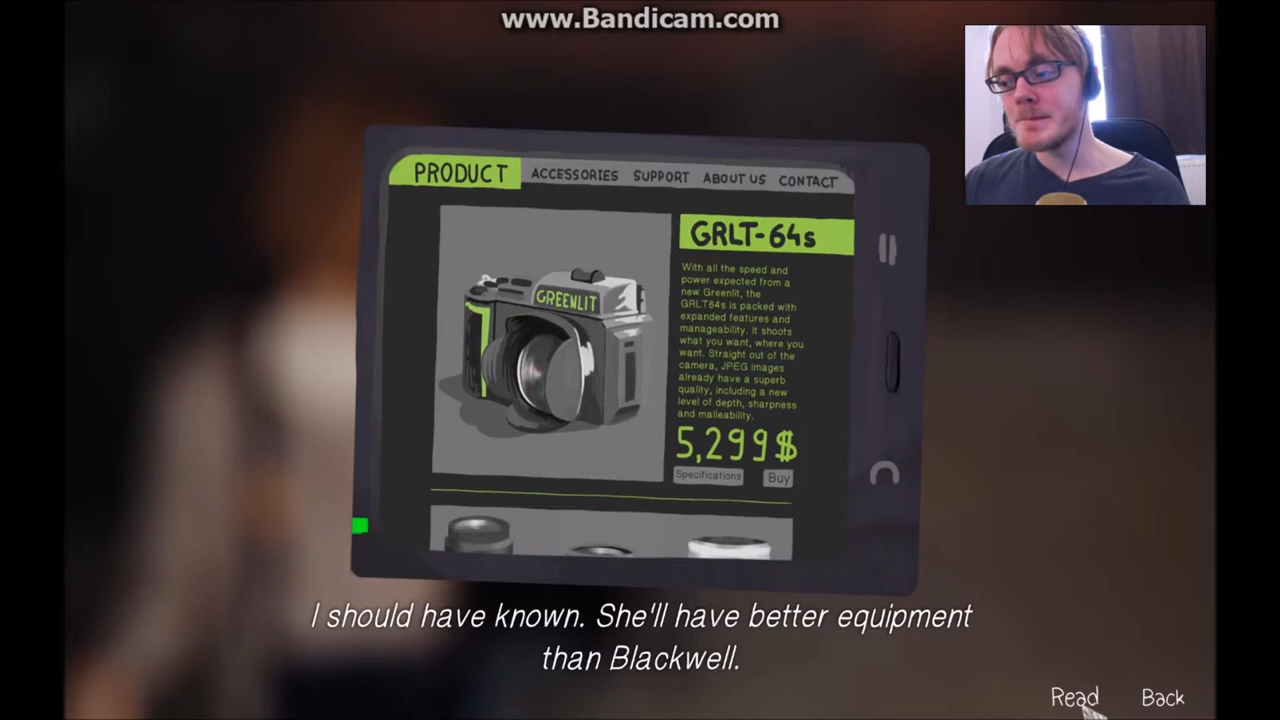 www.Bandicam.com
PRODUCT ACCESSORIES SUPPORT ABOUT US CONTACT
GREENLIT
GRLT-64s
With all the speed and
power expected from a
new Greenlit, the
GRLT64s is packed with
expanded features and
manageability. It shoots
what you want, where you
want. Straight out of the
camera, JPEG images
already have a superb
quality, including a new
level of depth, sharpness
and malleability.
5,299$
Specifications Buy
I should have known. She'll have better equipment
than Blackwell.
Read Back